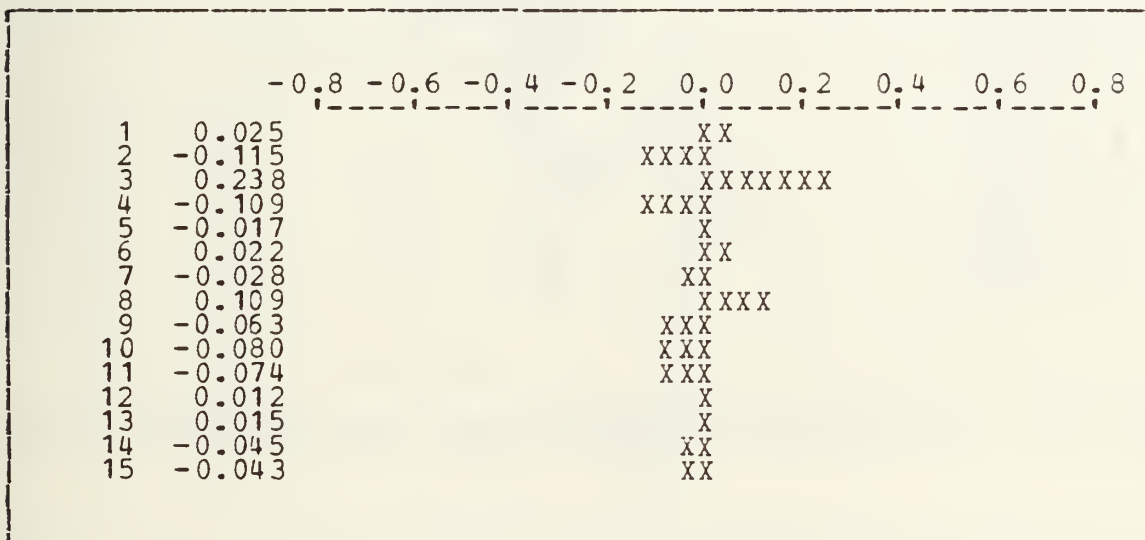 -0.8 -0.6 -0.4 -0.2 0.0 0.2 0.4 0.6 0.8
1 0.025 XX
2 -0.115 XXXX
3 0.238 XXXXXXX
4 -0.109 XXXX
5 -0.017 X
6 0.022 XX
7 -0.028 XX
8 0.109 XXXX
9 -0.063 XXX
10 -0.080 XXX
11 -0.074 XXX
12 0.012 X
13 0.015 X
14 -0.045 XX
15 -0.043 XX